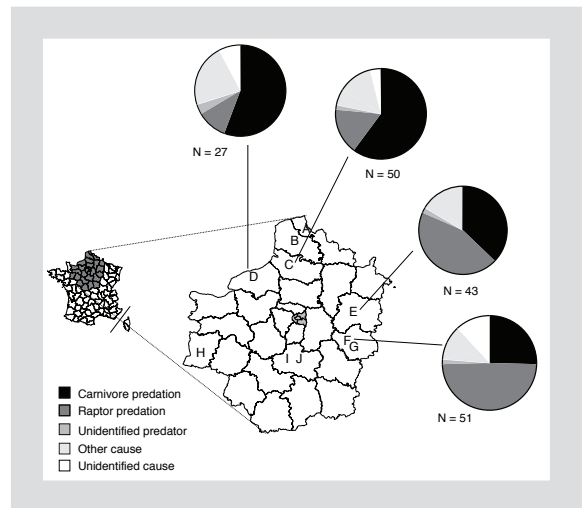 N = 27
N = 50
N = 43
N = 51
A
B
C
D
E
F
G
H
I J
Carnivore predation
Raptor predation
Unidentified predator
Other cause
Unidentified cause